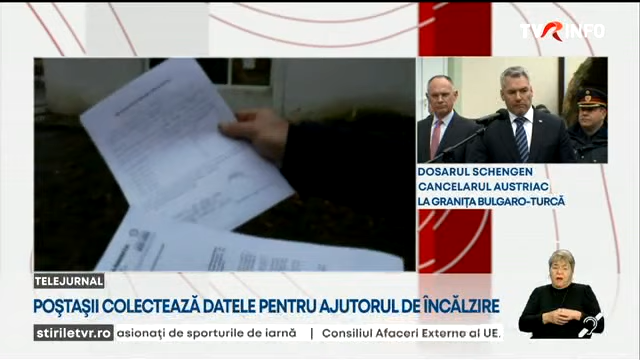 TVR INFO
DOSARUL SCHENGEN
CANCELARUL AUSTRIAC
LA GRANIȚA BULGARO-TURCĂ
TELEJURNAL
POȘTAȘII COLECTEAZĂ DATELE PENTRU AJUTORUL DE ÎNCĂLZIRE
stiriletvr.ro asionați de sporturile de iarnă | Consiliul Afaceri Externe al UE,